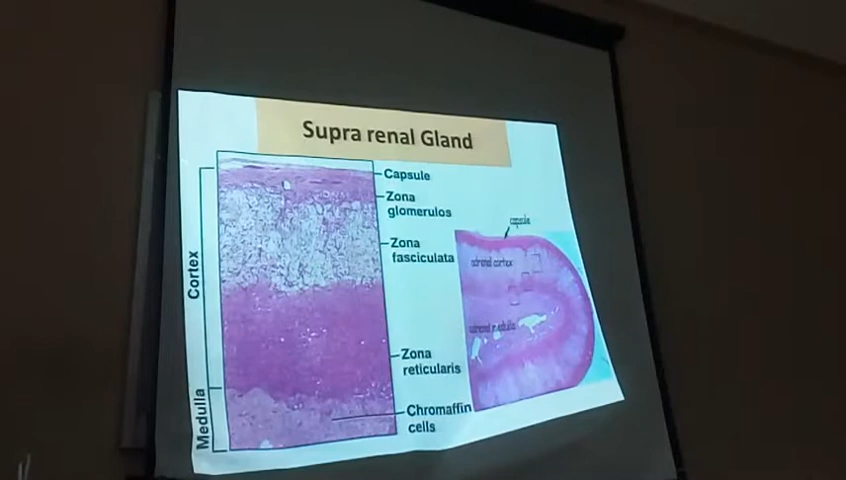 Supra renal Gland
Capsule
Zona
glomerulos
Zona
fasciculata
Zona
reticularis
Chromaffin
cells
Cortex
Medulla
capsule
adrenal cortex
adrenal medulla